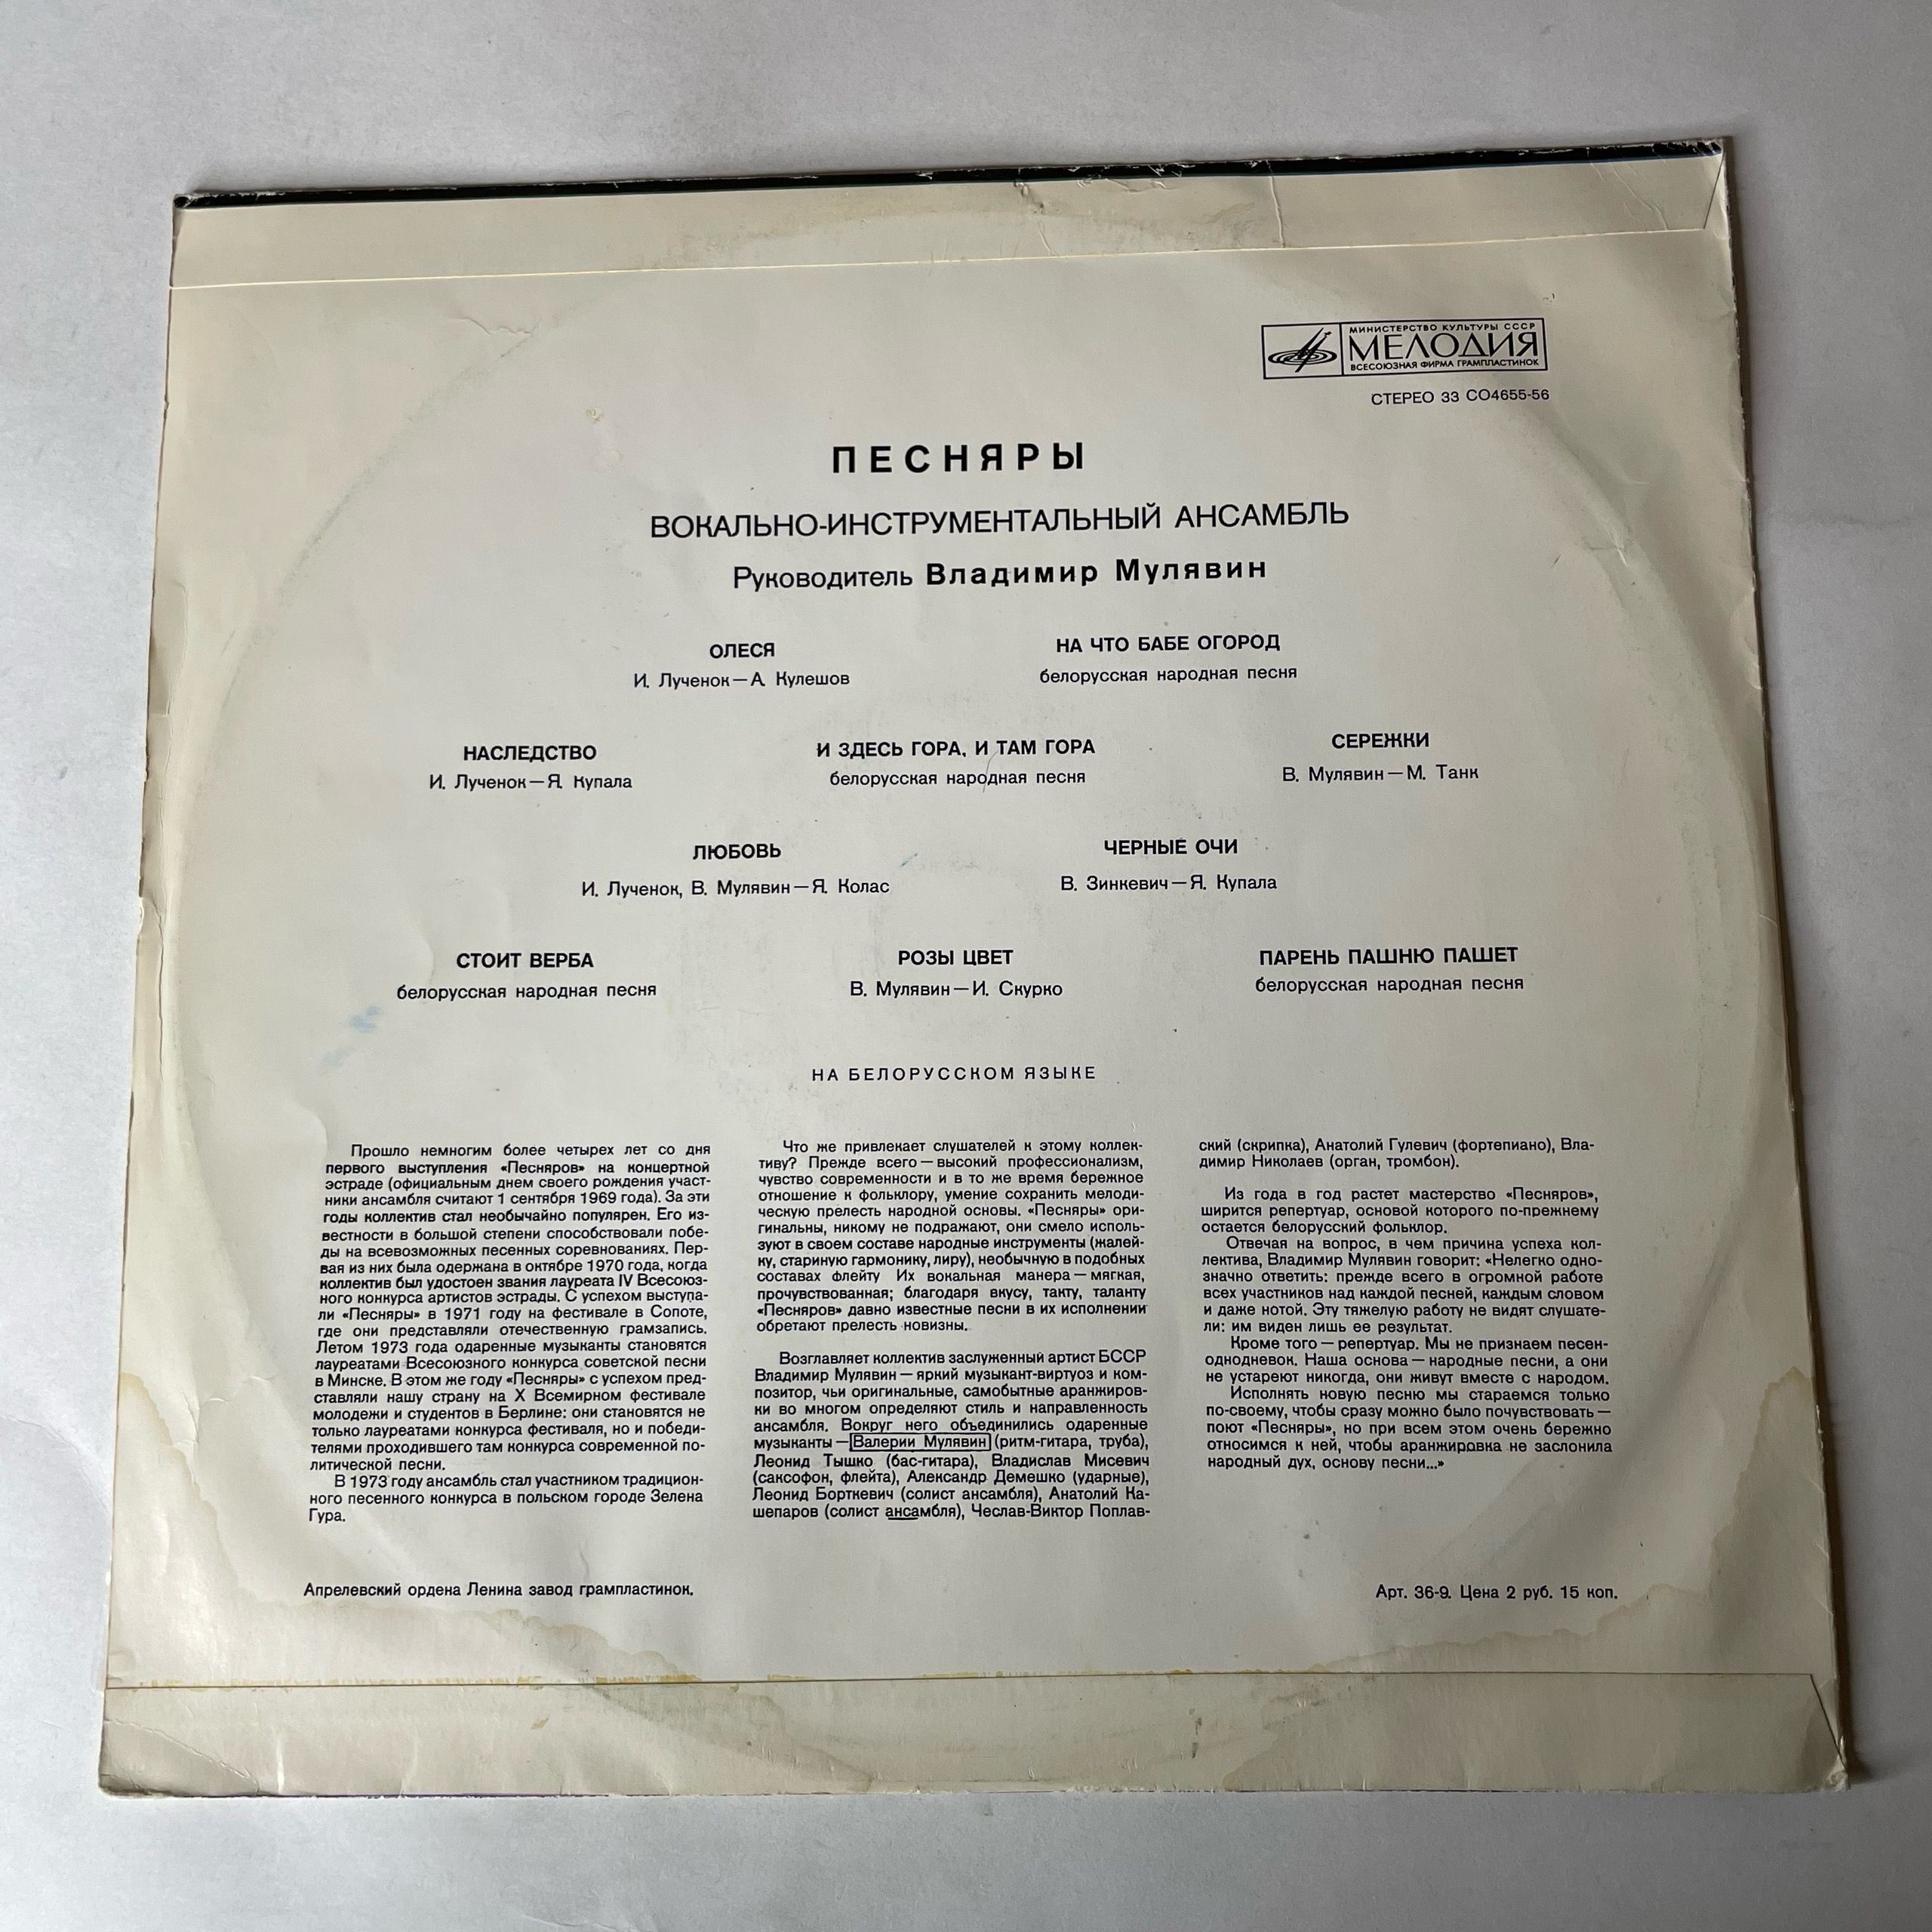 МИНИСТЕРСТВО КУЛЬТУРЫ СССР
МЕЛОДИЯ
ВСЕСОЮЗНАЯ ФИРМА ГРАМПЛАСТИНОК
СТЕРЕО 33 СО4655-56
ПЕСНЯРЫ
ВОКАЛЬНО-ИНСТРУМЕНТАЛЬНЫЙ АНСАМБЛЬ
Руководитель Владимир Мулявин
ОЛЕСЯ
И. Лученок — А. Кулешов
НА ЧТО БАБЕ ОГОРОД
белорусская народная песня
НАСЛЕДСТВО
И. Лученок — Я. Купала
И ЗДЕСЬ ГОРА, И ТАМ ГОРА
белорусская народная песня
СЕРЕЖКИ
В. Мулявин — М. Танк
ЛЮБОВЬ
И. Лученок, В. Мулявин — Я. Колас
ЧЕРНЫЕ ОЧИ
В. Зинкевич — Я. Купала
СТОИТ ВЕРБА
белорусская народная песня
РОЗЫ ЦВЕТ
В. Мулявин — И. Скурко
ПАРЕНЬ ПАШНЮ ПАШЕТ
белорусская народная песня
НА БЕЛОРУССКОМ ЯЗЫКЕ
Прошло немногим более четырех лет со дня
первого выступления «Песняров» на концертной
эстраде (официальным днем своего рождения участ-
ники ансамбля считают 1 сентября 1969 года). За эти
годы коллектив стал необычайно популярен. Его из-
вестности в большой степени способствовали побе-
ды на всевозможных песенных соревнованиях. Пер-
вая из них была одержана в октябре 1970 года, когда
коллектив был удостоен звания лауреата IV Всесоюз-
ного конкурса артистов эстрады. С успехом выступа-
ли «Песняры» в 1971 году на фестивале в Сопоте,
где они представляли отечественную грамзапись.
Летом 1973 года одаренные музыканты становятся
лауреатами Всесоюзного конкурса советской песни
в Минске. В этом же году «Песняры» с успехом пред-
ставляли нашу страну на X Всемирном фестивале
молодежи и студентов в Берлине: они становятся не
только лауреатами конкурса фестиваля, но и победи-
телями проходившего там конкурса современной по-
литической песни.
В 1973 году ансамбль стал участником традицион-
ного песенного конкурса в польском городе Зелена
Гура.
Что же привлекает слушателей к этому коллек-
тиву? Прежде всего — высокий профессионализм,
чувство современности и в то же время бережное
отношение к фольклору, умение сохранить мелоди-
ческую прелесть народной основы. «Песняры» ори-
гинальны, никому не подражают, они смело исполь-
зуют в своем составе народные инструменты (жалей-
ку, стариную гармонику, лиру), необычную в подобных
составах флейту Их вокальная манера — мягкая,
прочувствованная; благодаря вкусу, такту, таланту
«Песняров» давно известные песни в их исполнении
обретают прелесть новизны.
Возглавляет коллектив заслуженный артист БССР
Владимир Мулявин — яркий музыкант-виртуоз и ком-
позитор, чьи оригинальные, самобытные аранжиров-
ки во многом определяют стиль и направленность
ансамбля. Вокруг него объединились одаренные
музыканты — Валерии Мулявин (ритм-гитара, труба),
Леонид Тышко (бас-гитара), Владислав Мисевич
(саксофон, флейта), Александр Демешко (ударные),
Леонид Борткевич (солист ансамбля), Анатолий Ка-
шепаров (солист ансамбля), Чеслав-Виктор Поплав-
ский (скрипка), Анатолий Гулевич (фортепиано), Вла-
димир Николаев (орган, тромбон).
Из года в год растет мастерство «Песняров»,
ширится репертуар, основой которого по-прежнему
остается белорусский фольклор.
Отвечая на вопрос, в чем причина успеха кол-
лектива, Владимир Мулявин говорит: «Нелегко одно-
значно ответить: прежде всего в огромной работе
всех участников над каждой песней, каждым словом
и даже нотой. Эту тяжелую работу не видят слушате-
ли: им виден лишь ее результат.
Кроме того — репертуар. Мы не признаем песен-
однодневок. Наша основа — народные песни, а они
не устареют никогда, они живут вместе с народом.
Исполнять новую песню мы стараемся только
по-своему, чтобы сразу можно было почувствовать —
поют «Песняры», но при всем этом очень бережно
относимся к ней, чтобы аранжировка не заслонила
народный дух, основу песни...»
Апрелевский ордена Ленина завод грампластинок.
Арт. 36-9. Цена 2 руб. 15 коп.